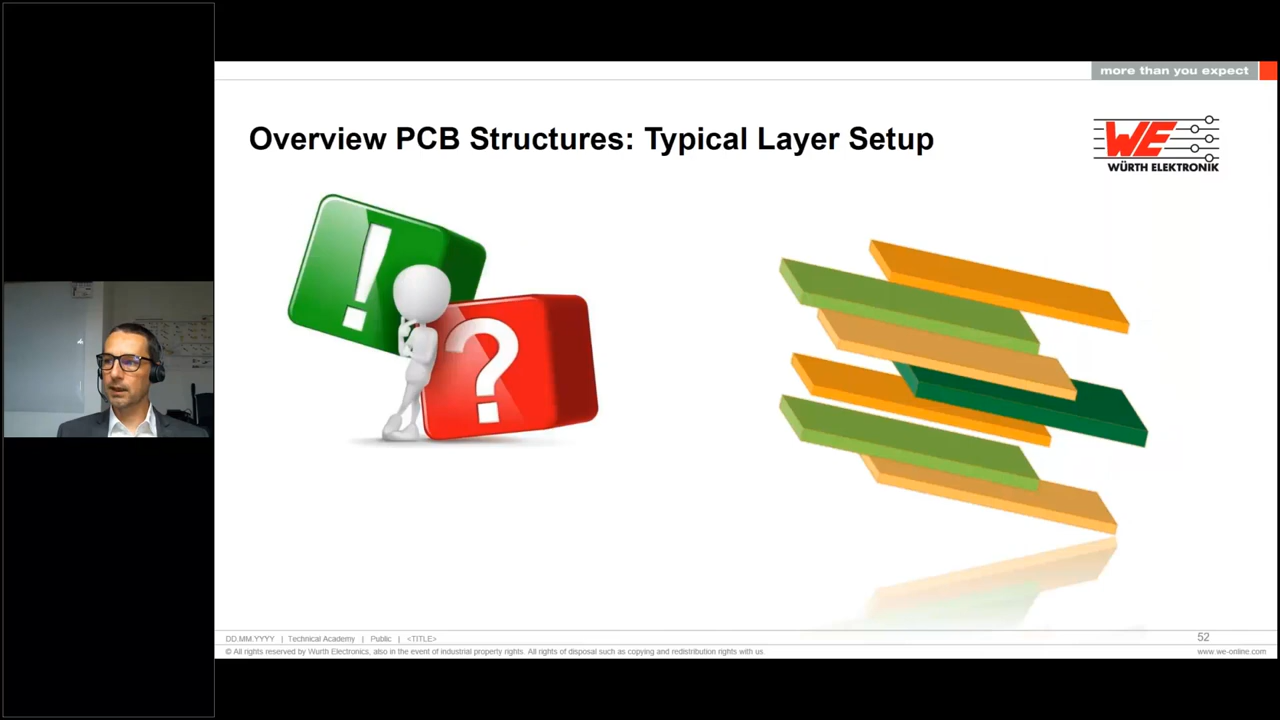 more than you expect
Overview PCB Structures: Typical Layer Setup
WE
WÜRTH ELEKTRONIK
!
?
DD.MM.YYYY | Technical Academy | Public | <TITLE>
52
© All rights reserved by Wurth Electronics, also in the event of industrial property rights. All rights of disposal such as copying and redistribution rights with us.
www.we-online.com